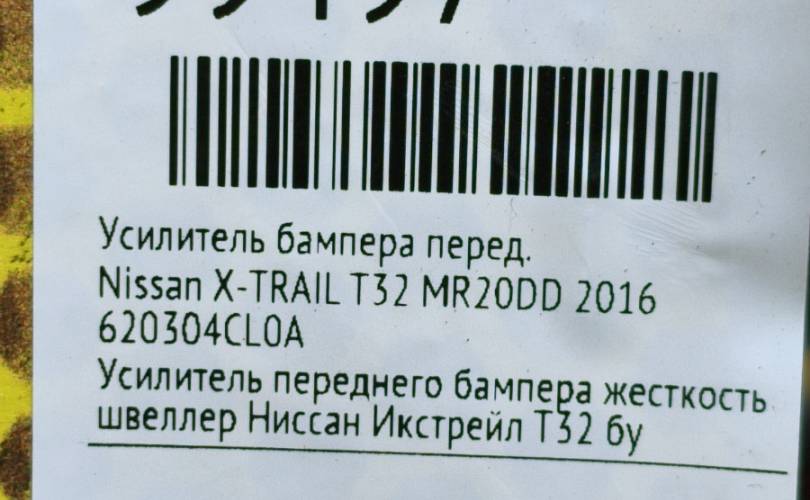 Усилитель бампера перед.
Nissan X-TRAIL T32 MR20DD 2016
620304CL0A
Усилитель переднего бампера жесткость
швеллер Ниссан Икстрейл Т32 бу